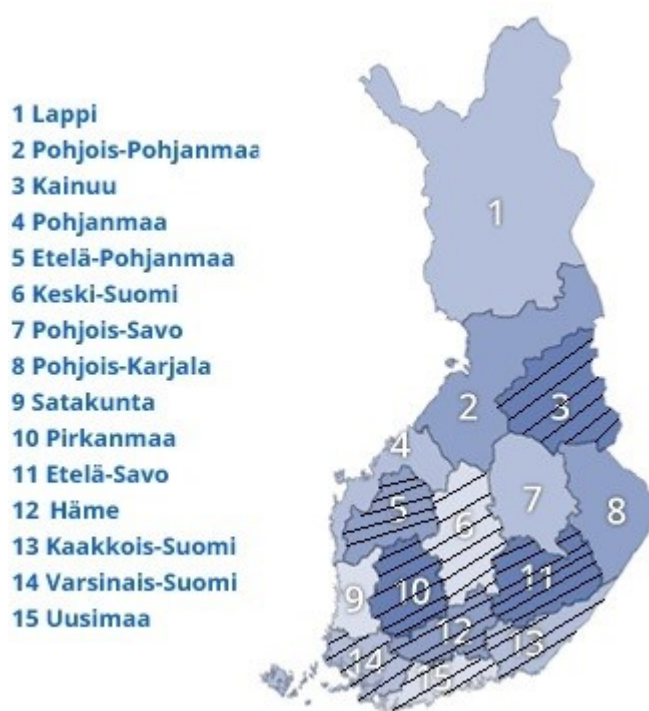 1 Lappi
2 Pohjois-Pohjanmaa
3 Kainuu
4 Pohjanmaa
5 Etelä-Pohjanmaa
6 Keski-Suomi
7 Pohjois-Savo
8 Pohjois-Karjala
9 Satakunta
10 Pirkanmaa
11 Etelä-Savo
12 Häme
13 Kaakkois-Suomi
14 Varsinais-Suomi
15 Uusimaa
1
2
3
4
5
6
7
8
9
10
11
12
13
14
15